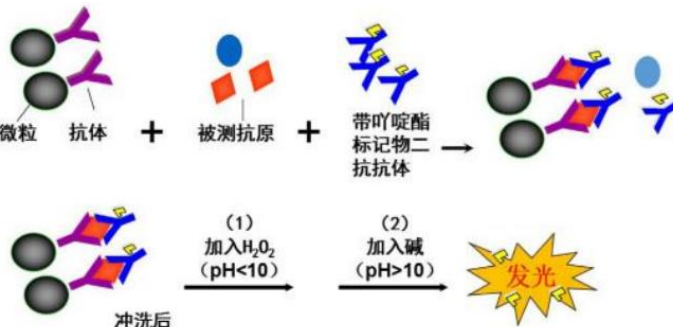 微粒
抗体
+
被测抗原
+
带吖啶酯
标记物二
抗抗体
(1)
加入H₂O₂
(pH<10)
(2)
加入碱
(pH>10)
发光
冲洗后